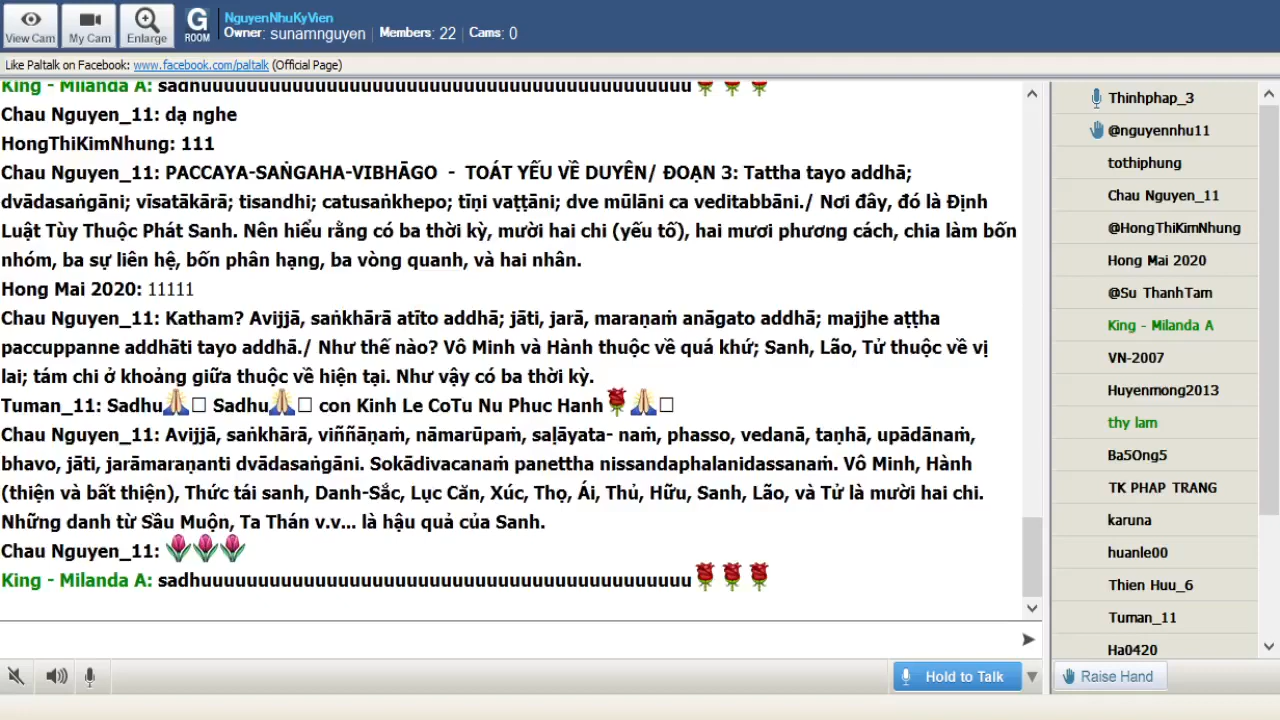 View Cam
My Cam
Enlarge
G
ROOM
NguyenNhuKyVien
Owner: sunamnguyen | Members: 22 | Cams: 0
Like Paltalk on Facebook: www.facebook.com/paltalk (Official Page)
King - Milanda A: sadhuuuuuuuuuuuuuuuuuuuuuuuuuuuuuuuuuuuuuuuuuuu
Chau Nguyen_11: dạ nghe
HongThiKimNhung: 111
Chau Nguyen_11: PACCAYA-SAṄGAHA-VIBHĀGO - TOÁT YẾU VỀ DUYÊN/ ĐOẠN 3: Tattha tayo addhā;
dvādasaṅgāni; vīsatākārā; tisandhi; catusaṅkhepo; tīṇi vaṭṭāni; dve mūlāni ca veditabbāni./ Nơi đây, đó là Định
Luật Tùy Thuộc Phát Sanh. Nên hiểu rằng có ba thời kỳ, mười hai chi (yếu tố), hai mươi phương cách, chia làm bốn
nhóm, ba sự liên hệ, bốn phân hạng, ba vòng quanh, và hai nhân.
Hong Mai 2020: 11111
Chau Nguyen_11: Katham? Avijjā, saṅkhārā atīto addhā; jāti, jarā, maraṇaṁ anāgato addhā; majjhe aṭṭha
paccuppanne addhāti tayo addhā./ Như thế nào? Vô Minh và Hành thuộc về quá khứ; Sanh, Lão, Tử thuộc về vị
lai; tám chi ở khoảng giữa thuộc về hiện tại. Như vậy có ba thời kỳ.
Tuman_11: Sadhu🙏□ Sadhu🙏□ con Kinh Le CoTu Nu Phuc Hanh🌹🙏□
Chau Nguyen_11: Avijjā, saṅkhārā, viññāṇaṁ, nāmarūpaṁ, saḷāyata- naṁ, phasso, vedanā, taṇhā, upādānaṁ,
bhavo, jāti, jarāmaraṇanti dvādasaṅgāni. Sokādivacanaṁ panettha nissandaphalanidassanaṁ. Vô Minh, Hành
(thiện và bất thiện), Thức tái sanh, Danh-Sắc, Lục Căn, Xúc, Thọ, Ái, Thủ, Hữu, Sanh, Lão, và Tử là mười hai chi.
Những danh từ Sầu Muộn, Ta Thán v.v... là hậu quả của Sanh.
Chau Nguyen_11: 🌷🌷🌷
King - Milanda A: sadhuuuuuuuuuuuuuuuuuuuuuuuuuuuuuuuuuuuuuuuuuuu🌹🌹🌹
Thinhphap_3
@nguyennhu11
tothiphung
Chau Nguyen_11
@HongThiKimNhung
Hong Mai 2020
@Su ThanhTam
King - Milanda A
VN-2007
Huyenmong2013
thy lam
Ba5Ong5
TK PHAP TRANG
karuna
huanle00
Thien Huu_6
Tuman_11
Ha0420
Hold to Talk
Raise Hand